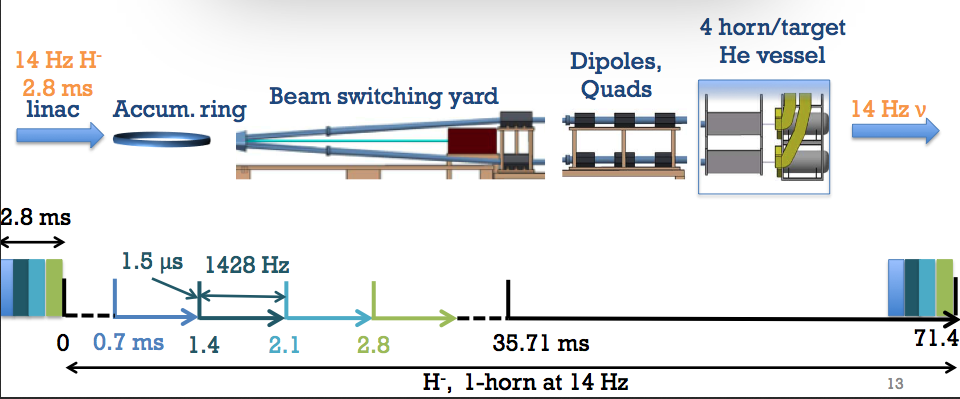 14 Hz H-
2.8 ms
linac
Accum. ring
Beam switching yard
Dipoles,
Quads
4 horn/target
He vessel
14 Hz ν
2.8 ms
1.5 μs
1428 Hz
0
0.7 ms
1.4
2.1
2.8
35.71 ms
71.4
H-, 1-horn at 14 Hz
13